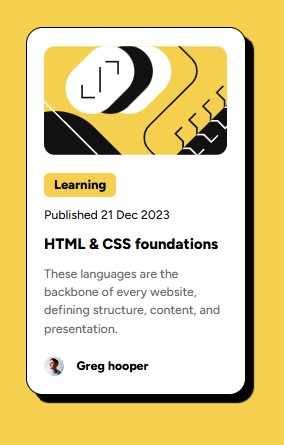 Learning
Published 21 Dec 2023
HTML & CSS foundations
These languages are the
backbone of every website,
defining structure, content, and
presentation.
Greg hooper